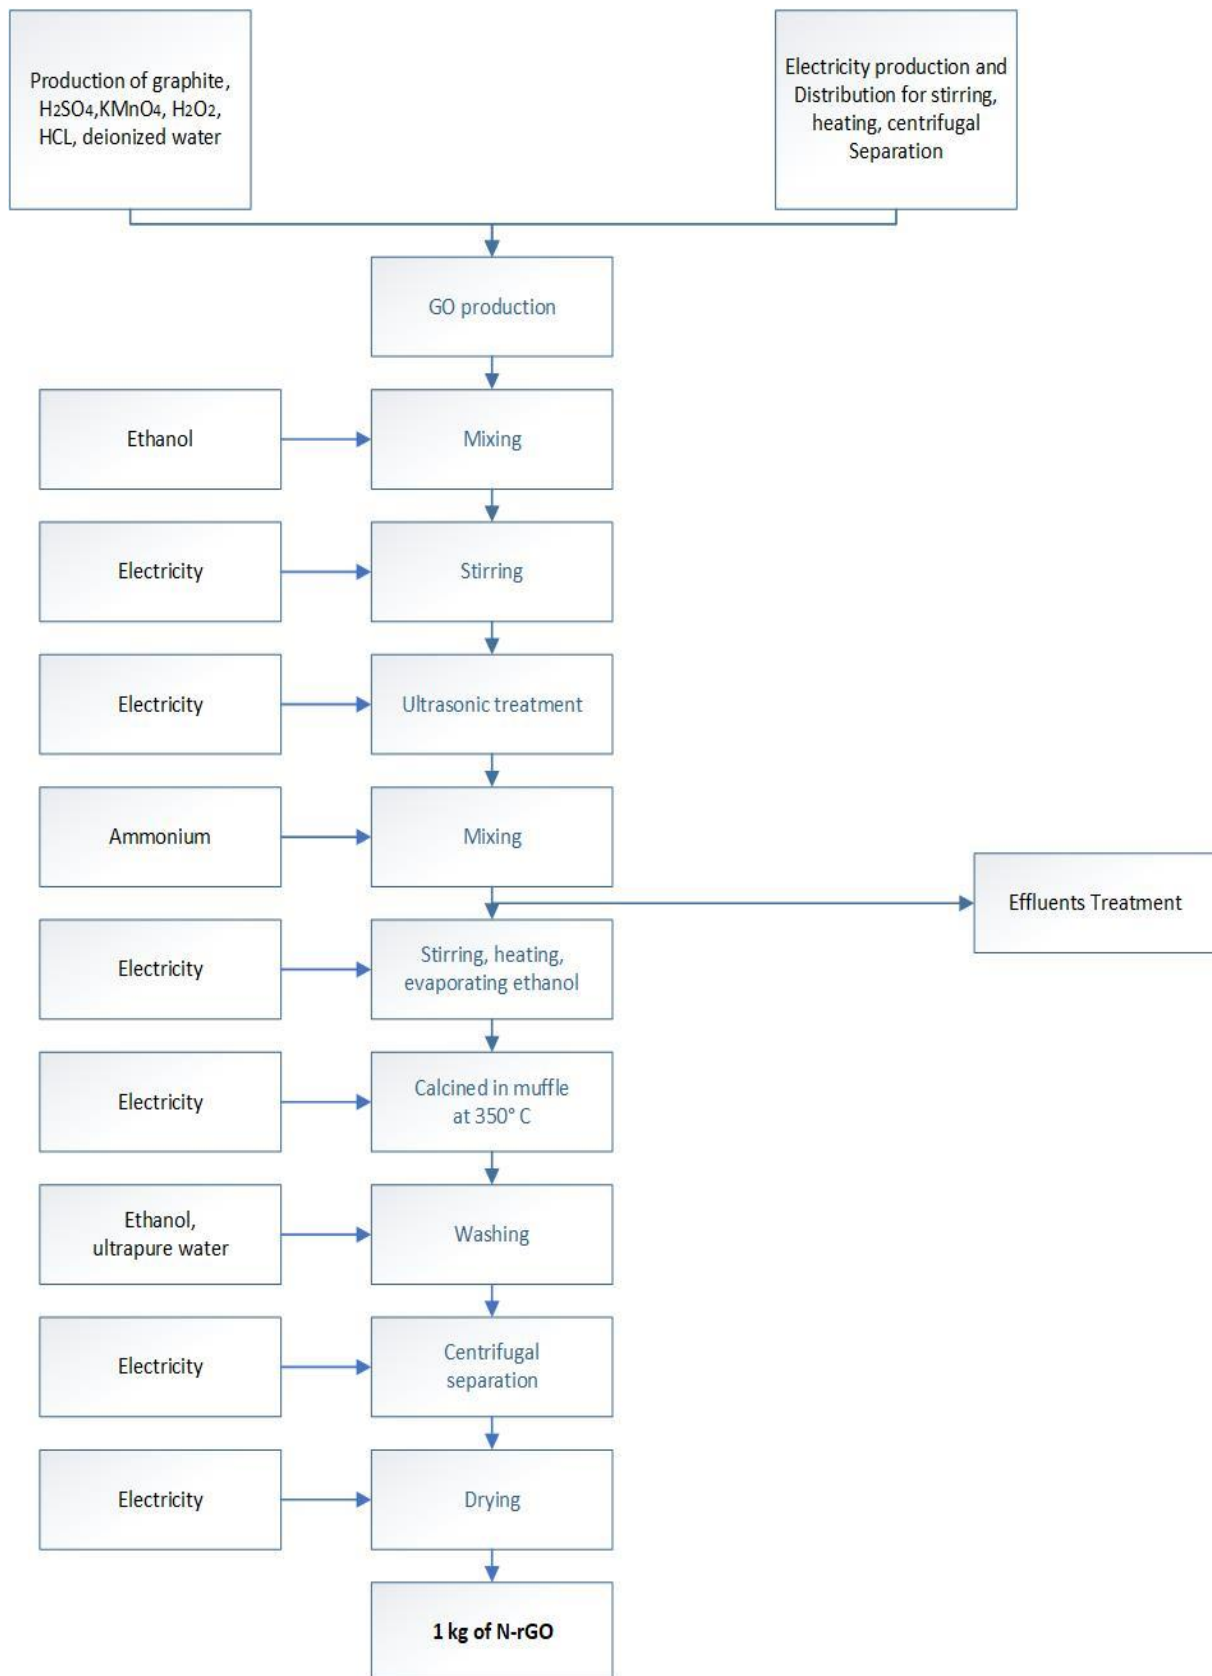 Production of graphite,
H2SO4,KMnO4, H2O2,
HCL, deionized water
Electricity production and
Distribution for stirring,
heating, centrifugal
Separation
GO production
Ethanol
Mixing
Electricity
Stirring
Electricity
Ultrasonic treatment
Ammonium
Mixing
Effluents Treatment
Electricity
Stirring, heating,
evaporating ethanol
Electricity
Calcined in muffle
at 350° C
Ethanol,
ultrapure water
Washing
Electricity
Centrifugal
separation
Electricity
Drying
1 kg of N-rGO